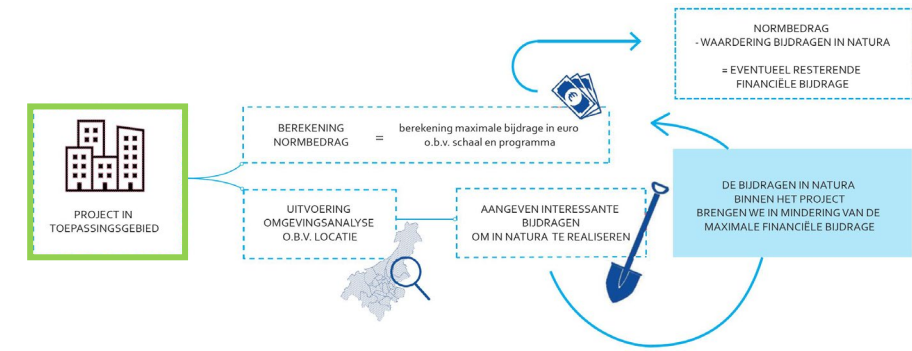 PROJECT IN
TOEPASSINGSGEBIED
BEREKENING
NORMBEDRAG
=
berekening maximale bijdrage in euro
o.b.v. schaal en programma
€
UITVOERING
OMGEVINGSANALYSE
O.B.V. LOCATIE
AANGEVEN INTERESSANTE
BIJDRAGEN
OM IN NATURA TE REALISEREN
NORMBEDRAG
- WAARDERING BIJDRAGEN IN NATURA
= EVENTUEEL RESTERENDE
FINANCIËLE BIJDRAGE
DE BIJDRAGEN IN NATURA
BINNEN HET PROJECT
BRENGEN WE IN MINDERING VAN DE
MAXIMALE FINANCIËLE BIJDRAGE